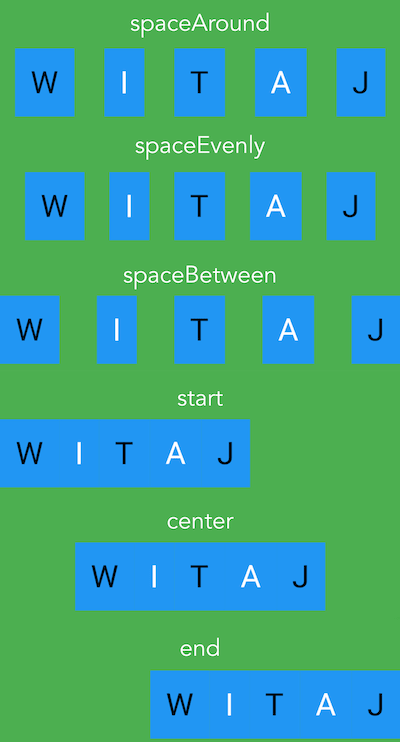 spaceAround
W I T A J
spaceEvenly
W I T A J
spaceBetween
W I T A J
start
W I T A J
center
W I T A J
end
W I T A J